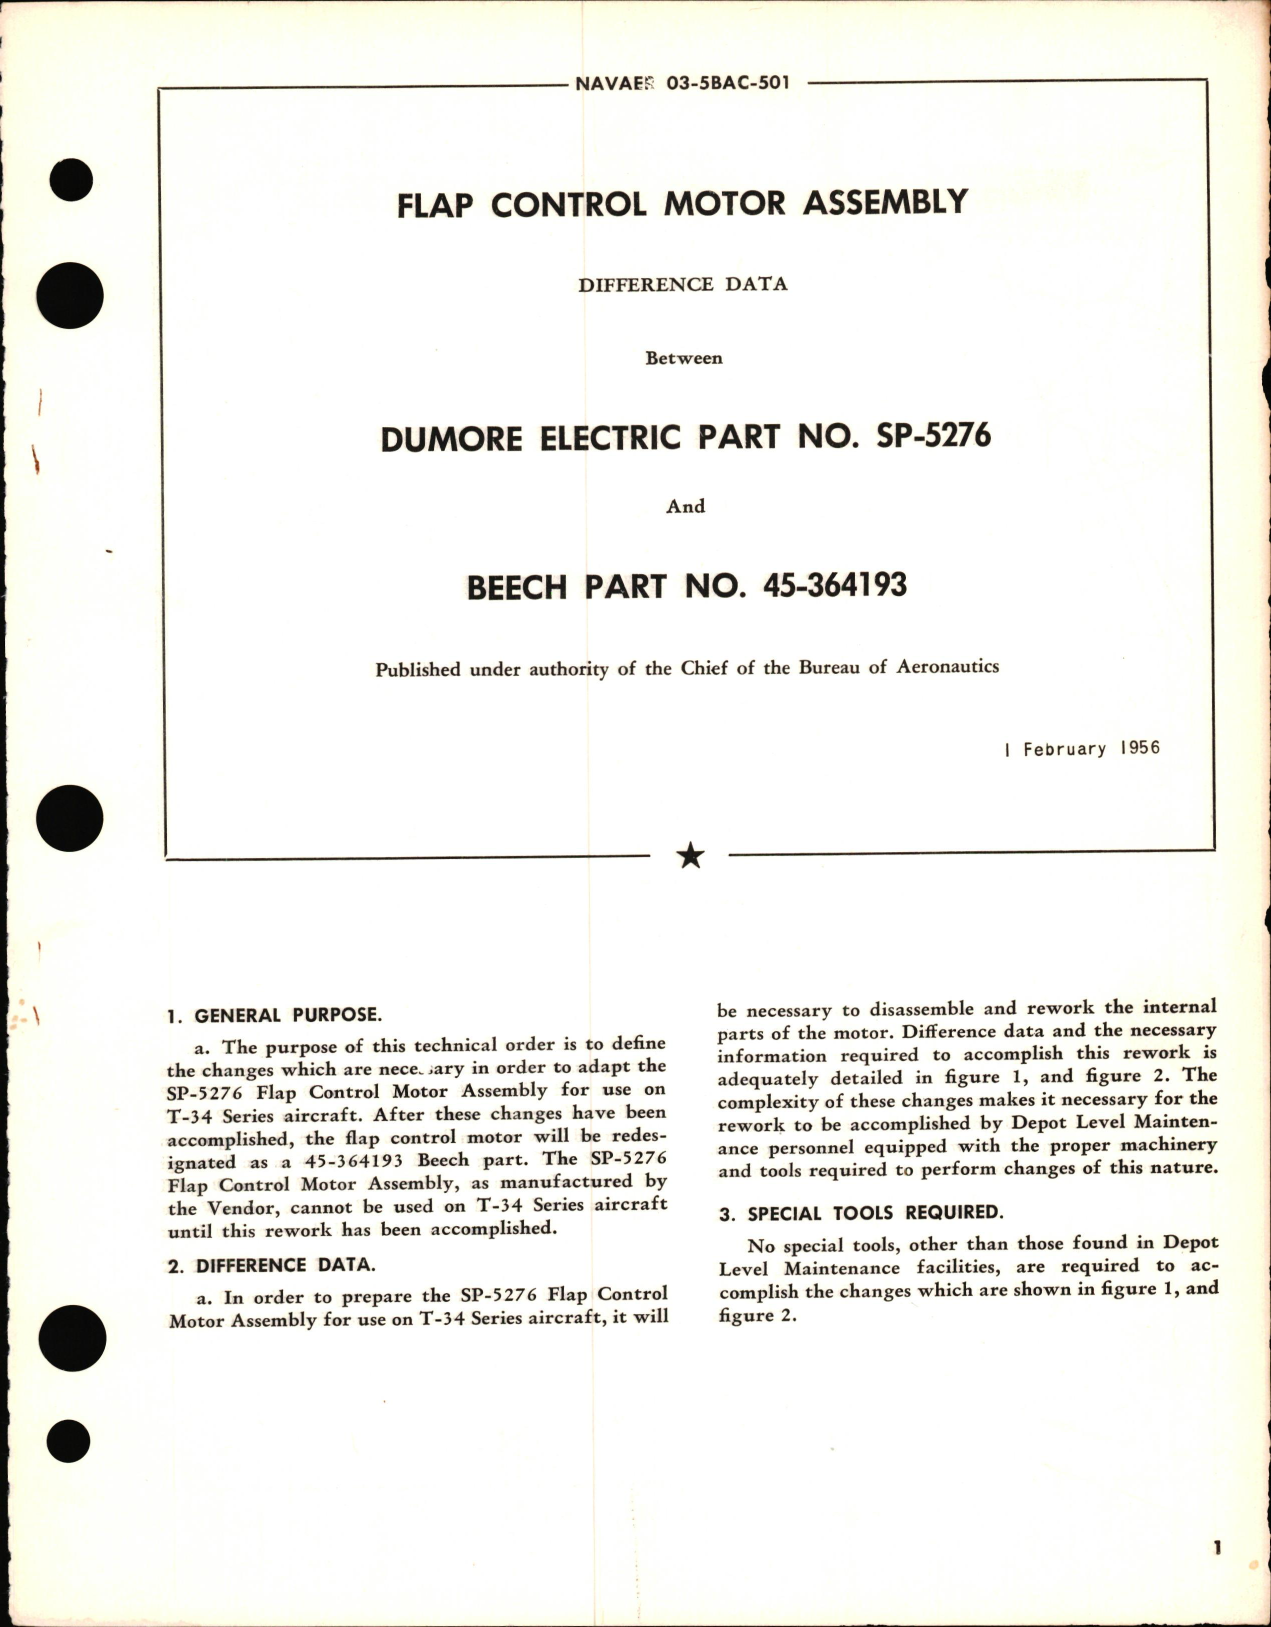 NAVAER 03-5BAC-501
FLAP CONTROL MOTOR ASSEMBLY
DIFFERENCE DATA
Between
DUMORE ELECTRIC PART NO. SP-5276
And
BEECH PART NO. 45-364193
Published under authority of the Chief of the Bureau of Aeronautics
1 February 1956
1. GENERAL PURPOSE.
a. The purpose of this technical order is to define
the changes which are necessary in order to adapt the
SP-5276 Flap Control Motor Assembly for use on
T-34 Series aircraft. After these changes have been
accomplished, the flap control motor will be redes-
ignated as a 45-364193 Beech part. The SP-5276
Flap Control Motor Assembly, as manufactured by
the Vendor, cannot be used on T-34 Series aircraft
until this rework has been accomplished.
2. DIFFERENCE DATA.
a. In order to prepare the SP-5276 Flap Control
Motor Assembly for use on T-34 Series aircraft, it will
be necessary to disassemble and rework the internal
parts of the motor. Difference data and the necessary
information required to accomplish this rework is
adequately detailed in figure 1, and figure 2. The
complexity of these changes makes it necessary for the
rework to be accomplished by Depot Level Mainten-
ance personnel equipped with the proper machinery
and tools required to perform changes of this nature.
3. SPECIAL TOOLS REQUIRED.
No special tools, other than those found in Depot
Level Maintenance facilities, are required to ac-
complish the changes which are shown in figure 1, and
figure 2.
1